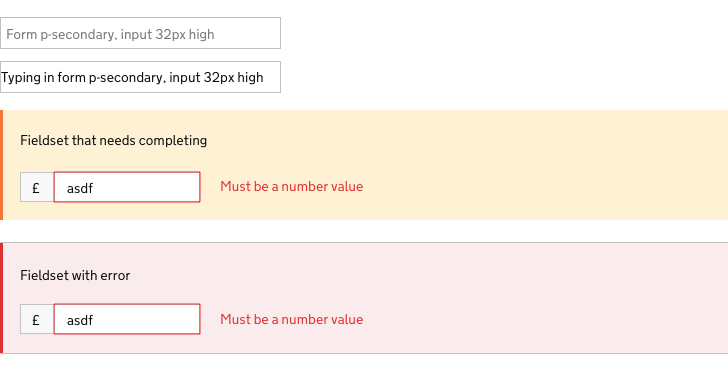 Form p-secondary, input 32px high
Typing in form p-secondary, input 32px high
Fieldset that needs completing
£ asdf Must be a number value
Fieldset with error
£ asdf Must be a number value